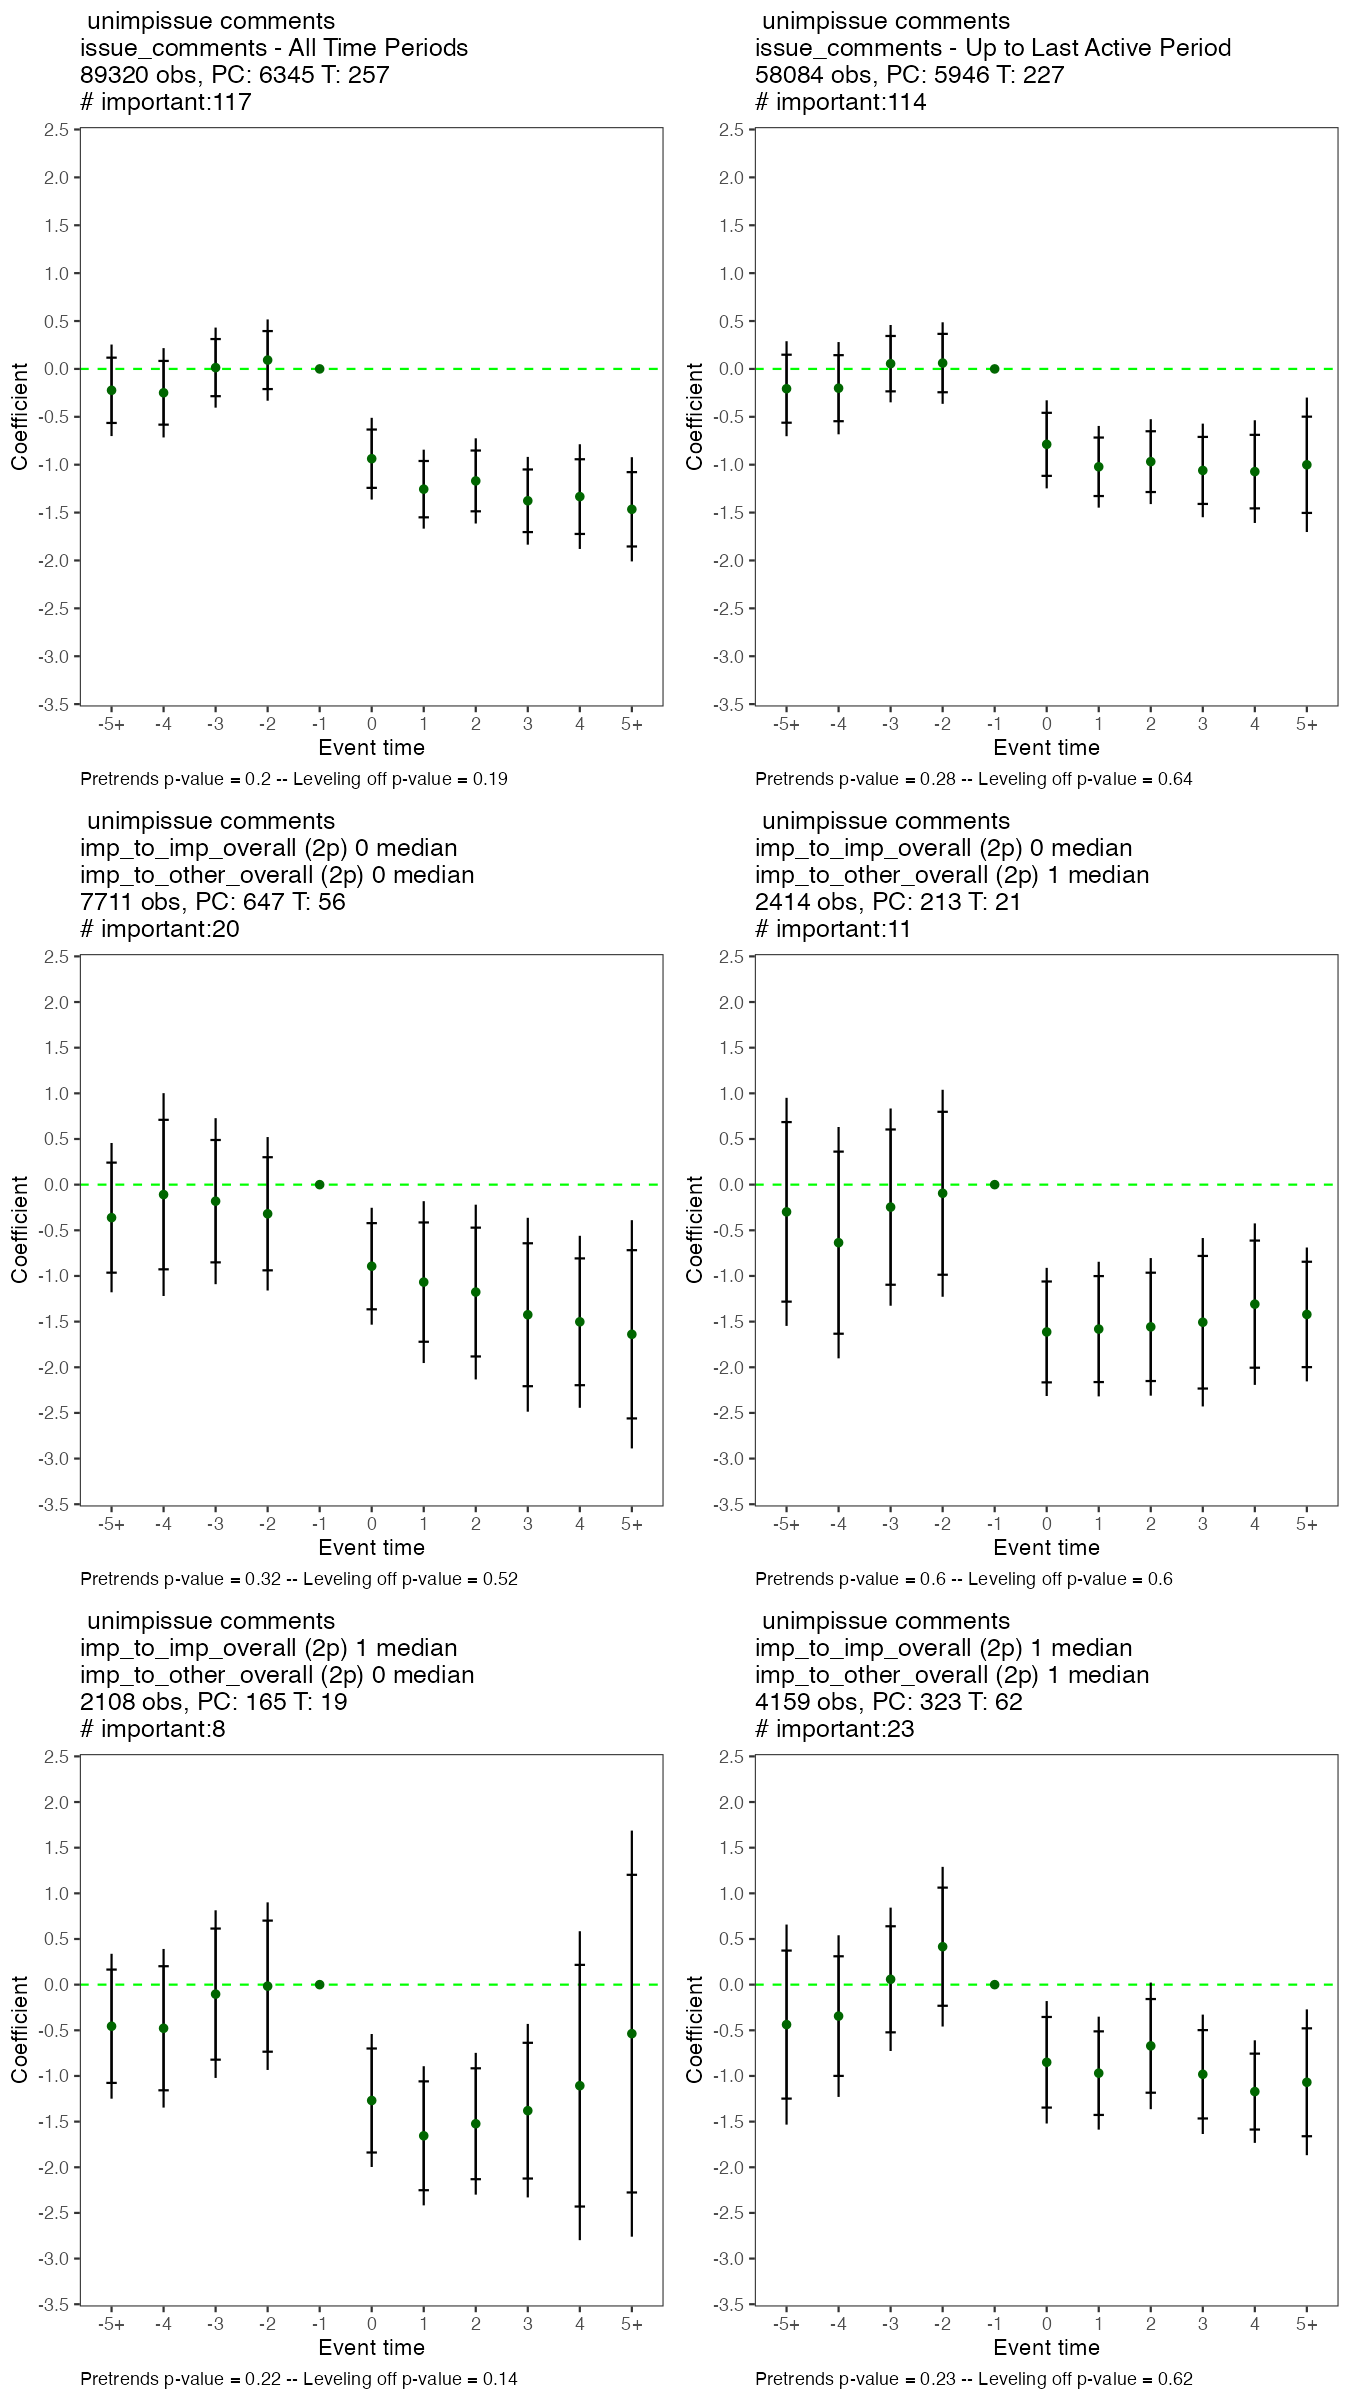 unimpissue comments
issue_comments - All Time Periods
89320 obs, PC: 6345 T: 257
# important:117
2.5
2.0
1.5
1.0
0.5
0.0
-0.5
-1.0
-1.5
-2.0
-2.5
-3.0
-3.5
Coefficient
-5+ -4 -3 -2 -1 0 1 2 3 4 5+
Event time
Pretrends p-value = 0.2 -- Leveling off p-value = 0.19
unimpissue comments
issue_comments - Up to Last Active Period
58084 obs, PC: 5946 T: 227
# important:114
2.5
2.0
1.5
1.0
0.5
0.0
-0.5
-1.0
-1.5
-2.0
-2.5
-3.0
-3.5
Coefficient
-5+ -4 -3 -2 -1 0 1 2 3 4 5+
Event time
Pretrends p-value = 0.28 -- Leveling off p-value = 0.64
unimpissue comments
imp_to_imp_overall (2p) 0 median
imp_to_other_overall (2p) 0 median
7711 obs, PC: 647 T: 56
# important:20
2.5
2.0
1.5
1.0
0.5
0.0
-0.5
-1.0
-1.5
-2.0
-2.5
-3.0
-3.5
Coefficient
-5+ -4 -3 -2 -1 0 1 2 3 4 5+
Event time
Pretrends p-value = 0.32 -- Leveling off p-value = 0.52
unimpissue comments
imp_to_imp_overall (2p) 0 median
imp_to_other_overall (2p) 1 median
2414 obs, PC: 213 T: 21
# important:11
2.5
2.0
1.5
1.0
0.5
0.0
-0.5
-1.0
-1.5
-2.0
-2.5
-3.0
-3.5
Coefficient
-5+ -4 -3 -2 -1 0 1 2 3 4 5+
Event time
Pretrends p-value = 0.6 -- Leveling off p-value = 0.6
unimpissue comments
imp_to_imp_overall (2p) 1 median
imp_to_other_overall (2p) 0 median
2108 obs, PC: 165 T: 19
# important:8
2.5
2.0
1.5
1.0
0.5
0.0
-0.5
-1.0
-1.5
-2.0
-2.5
-3.0
-3.5
Coefficient
-5+ -4 -3 -2 -1 0 1 2 3 4 5+
Event time
Pretrends p-value = 0.22 -- Leveling off p-value = 0.14
unimpissue comments
imp_to_imp_overall (2p) 1 median
imp_to_other_overall (2p) 1 median
4159 obs, PC: 323 T: 62
# important:23
2.5
2.0
1.5
1.0
0.5
0.0
-0.5
-1.0
-1.5
-2.0
-2.5
-3.0
-3.5
Coefficient
-5+ -4 -3 -2 -1 0 1 2 3 4 5+
Event time
Pretrends p-value = 0.23 -- Leveling off p-value = 0.62